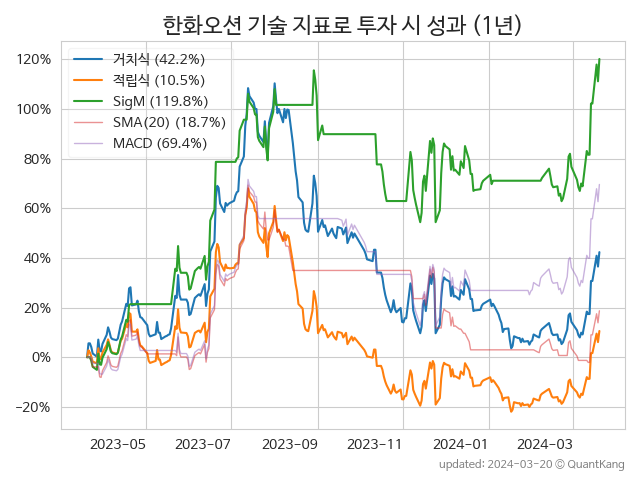 한화오션 기술 지표로 투자 시 성과 (1년)
120%
100%
80%
60%
40%
20%
0%
−20%
거치식 (42.2%)
적립식 (10.5%)
SigM (119.8%)
SMA(20) (18.7%)
MACD (69.4%)
2023-05 2023-07 2023-09 2023-11 2024-01 2024-03
updated: 2024-03-20 © QuantKang